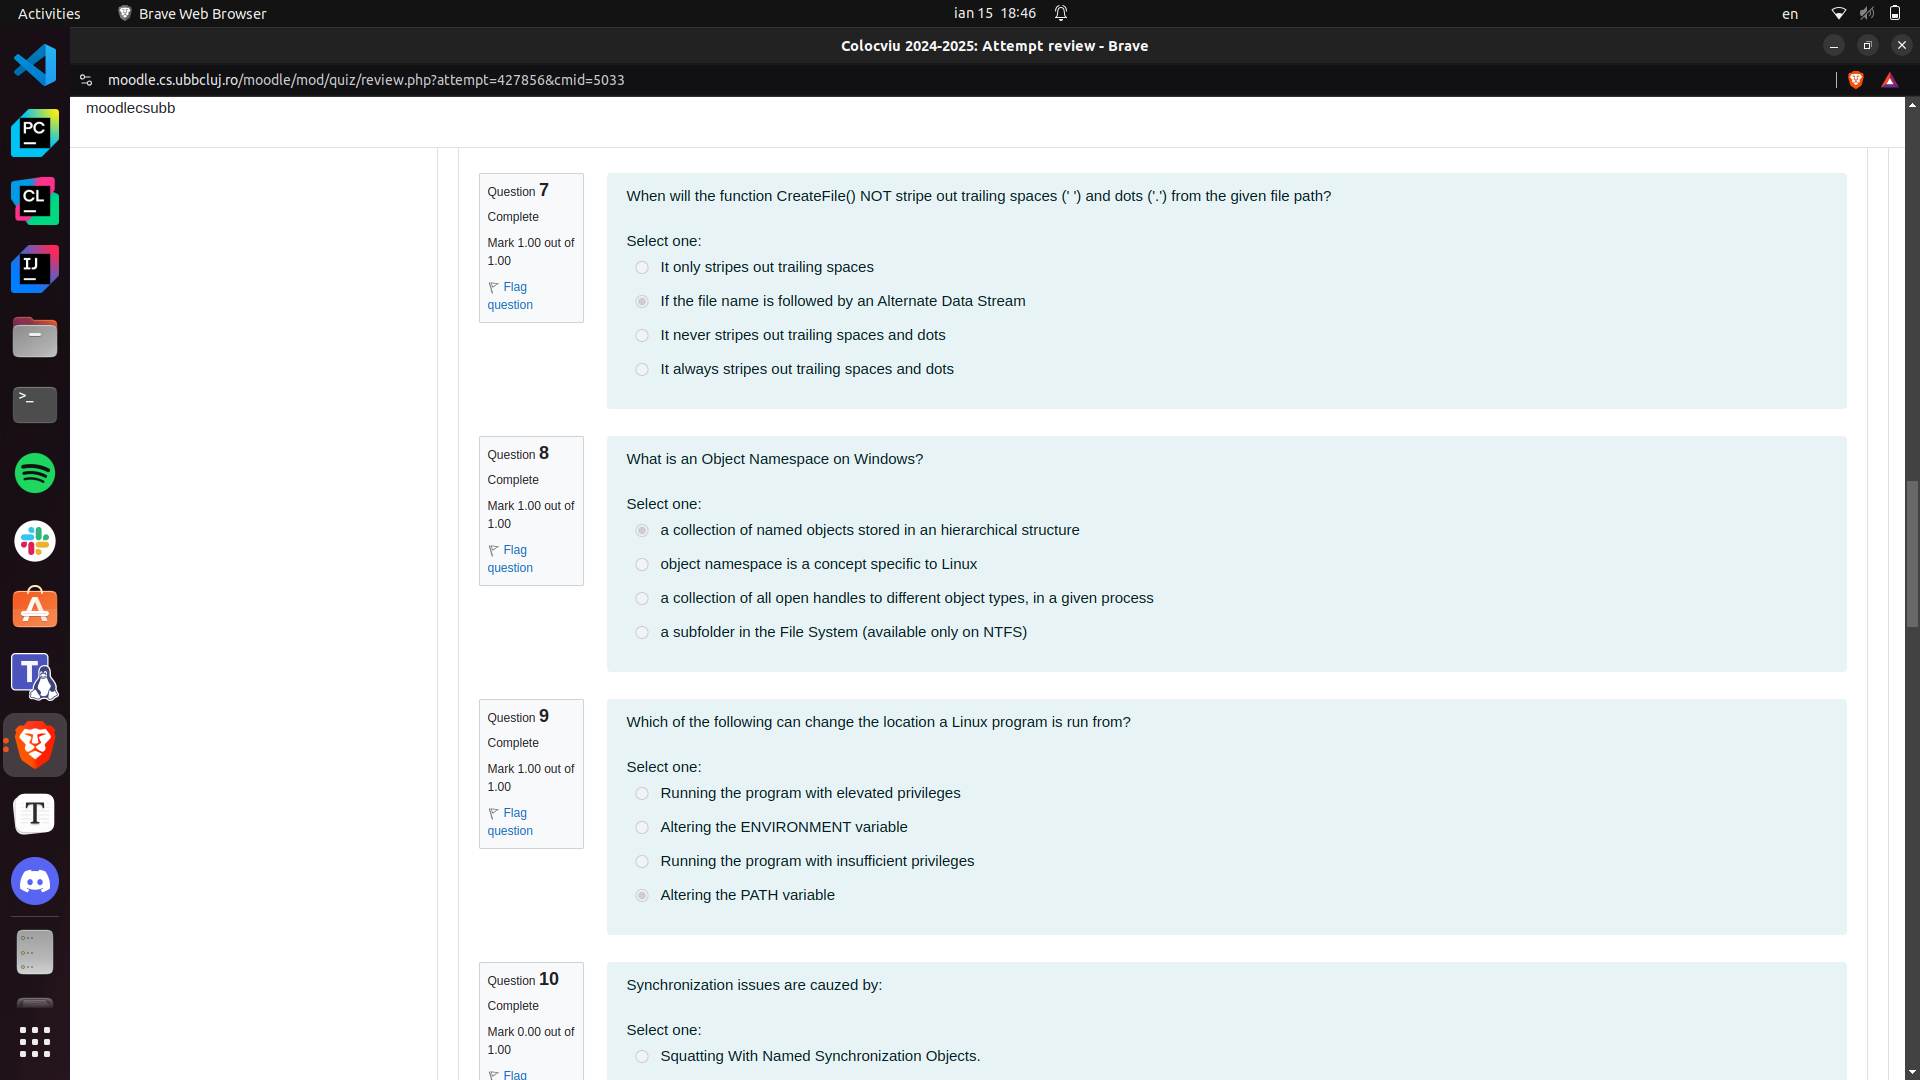 Activities
Brave Web Browser
ian 15 18:46
en
Colocviu 2024-2025: Attempt review - Brave
moodle.cs.ubbcluj.ro/moodle/mod/quiz/review.php?attempt=427856&cmid=5033
moodlecsubb
Question 7
Complete
Mark 1.00 out of
1.00
Flag
question
When will the function CreateFile() NOT stripe out trailing spaces (' ') and dots ('.') from the given file path?
Select one:
It only stripes out trailing spaces
If the file name is followed by an Alternate Data Stream
It never stripes out trailing spaces and dots
It always stripes out trailing spaces and dots
Question 8
Complete
Mark 1.00 out of
1.00
Flag
question
What is an Object Namespace on Windows?
Select one:
a collection of named objects stored in an hierarchical structure
object namespace is a concept specific to Linux
a collection of all open handles to different object types, in a given process
a subfolder in the File System (available only on NTFS)
Question 9
Complete
Mark 1.00 out of
1.00
Flag
question
Which of the following can change the location a Linux program is run from?
Select one:
Running the program with elevated privileges
Altering the ENVIRONMENT variable
Running the program with insufficient privileges
Altering the PATH variable
Question 10
Complete
Mark 0.00 out of
1.00
Flag
Synchronization issues are cauzed by:
Select one:
Squatting With Named Synchronization Objects.
PC
CL
IJ
>_
A
T
T